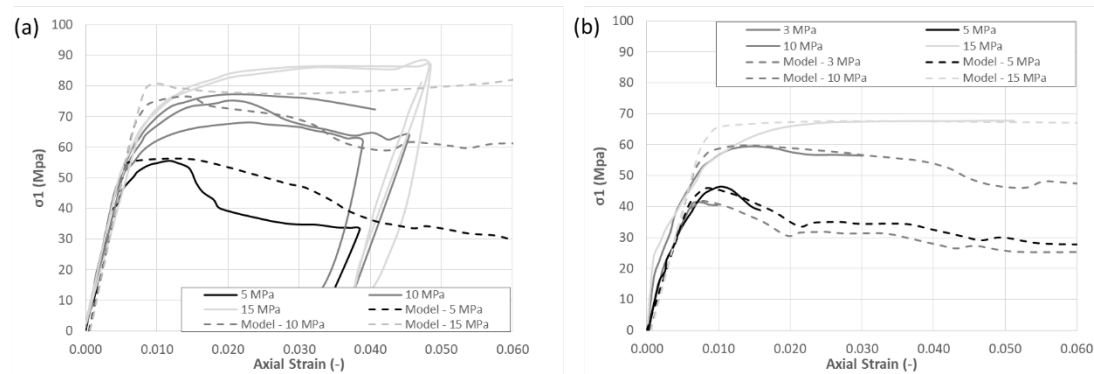 (a)
σ1 (Mpa)
100
90
80
70
60
50
40
30
20
10
0
5 MPa 10 MPa
15 MPa Model - 5 MPa
Model - 10 MPa Model - 15 MPa
0.000 0.010 0.020 0.030 0.040 0.050 0.060
Axial Strain (-)
(b)
σ1 (Mpa)
100
90
80
70
60
50
40
30
20
10
0
3 MPa 5 MPa
10 MPa 15 MPa
Model - 3 MPa Model - 5 MPa
Model - 10 MPa Model - 15 MPa
0.000 0.010 0.020 0.030 0.040 0.050 0.060
Axial Strain (-)